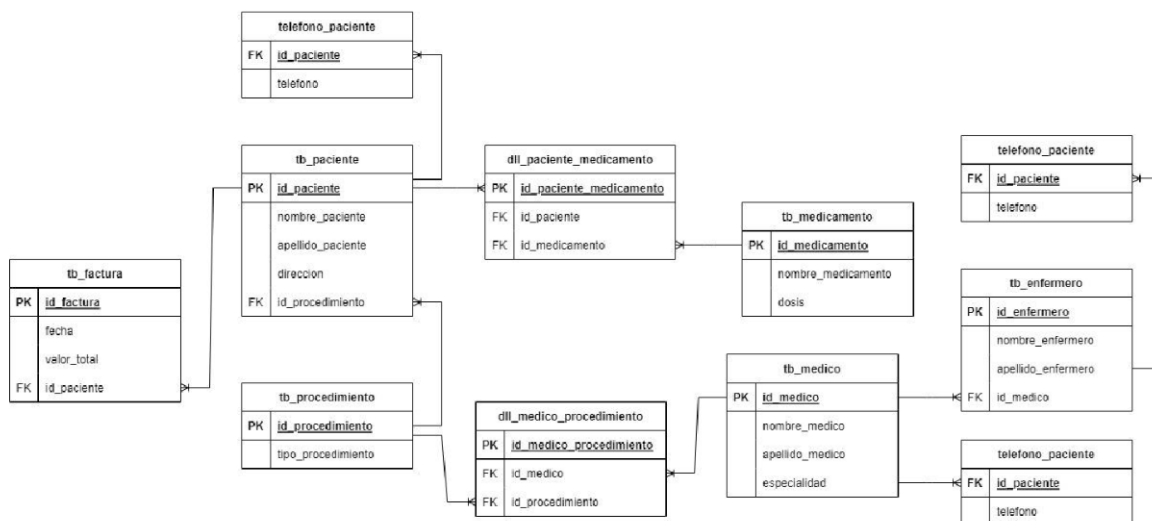 telefono_paciente
FK id_paciente
telefono
tb_paciente
PK id_paciente
nombre_paciente
apellido_paciente
direccion
FK id_procedimiento
dll_paciente_medicamento
PK id_paciente_medicamento
FK id_paciente
FK id_medicamento
tb_medicamento
PK id_medicamento
nombre_medicamento
dosis
telefono_paciente
FK id_paciente
telefono
tb_factura
PK id_factura
fecha
valor_total
FK id_paciente
tb_enfermero
PK id_enfermero
nombre_enfermero
apellido_enfermero
FK id_medico
tb_procedimiento
PK id_procedimiento
tipo_procedimiento
dll_medico_procedimiento
PK id_medico_procedimiento
FK id_medico
FK id_procedimiento
tb_medico
PK id_medico
nombre_medico
apellido_medico
especialidad
telefono_paciente
FK id_paciente
telefono